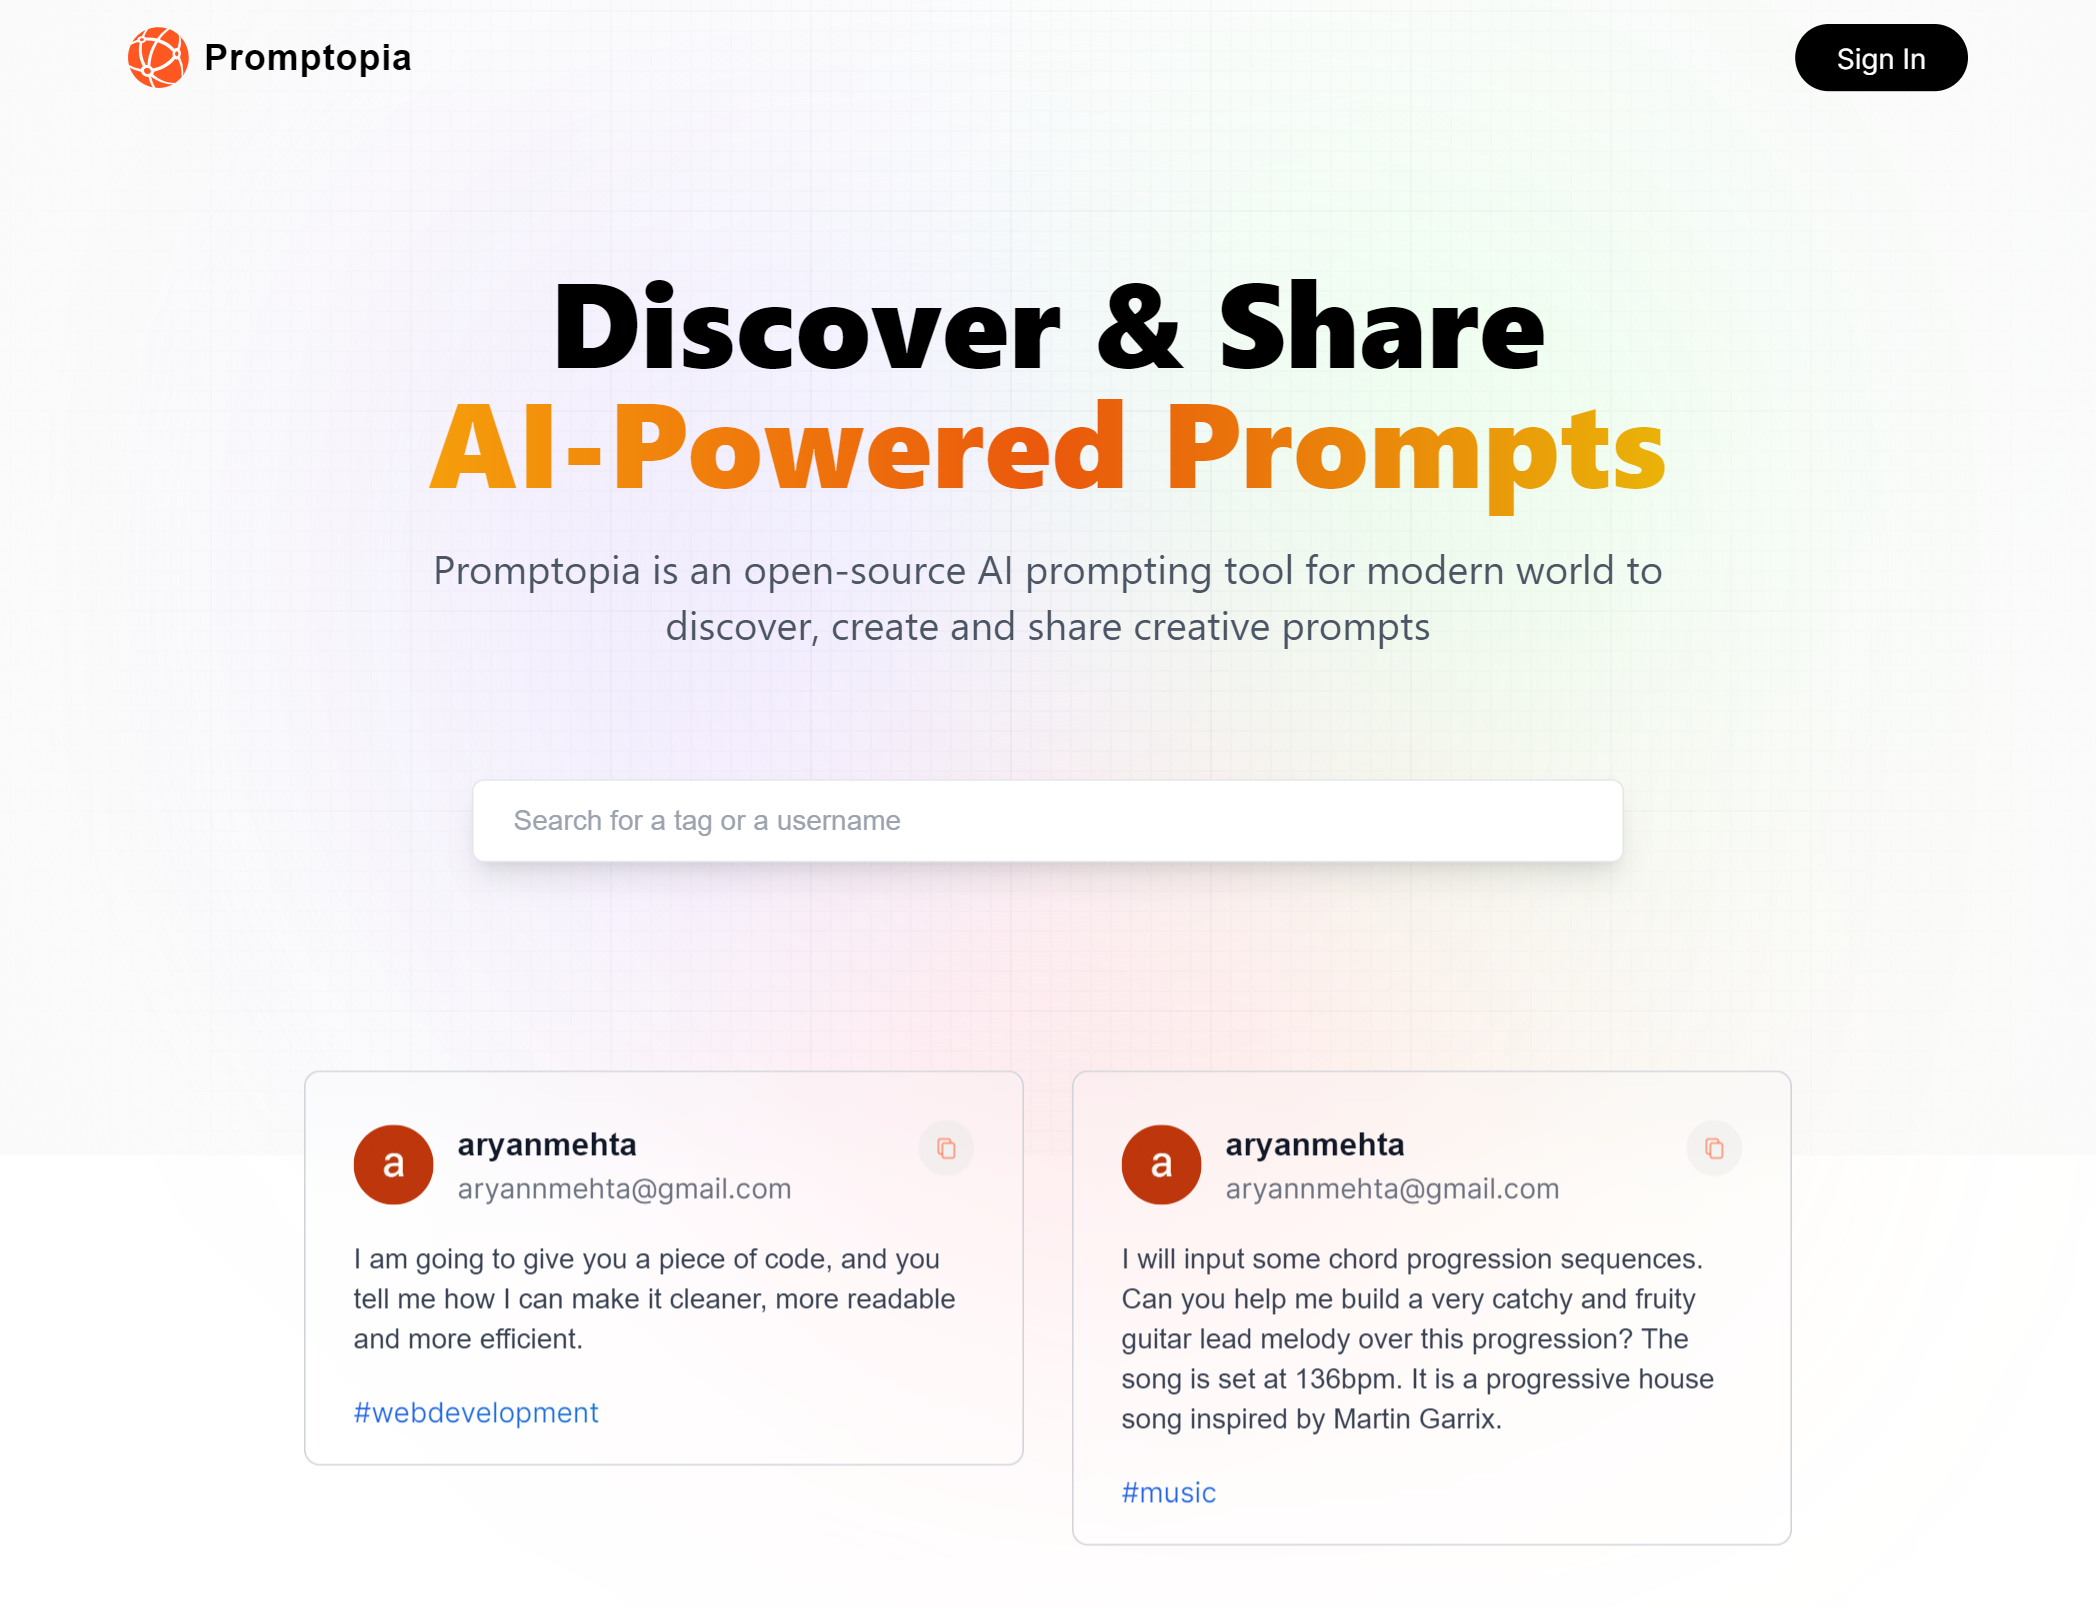 Promptopia
Sign In
Discover & Share
AI-Powered Prompts
Promptopia is an open-source AI prompting tool for modern world to
discover, create and share creative prompts
Search for a tag or a username
a
aryanmehta
aryannmehta@gmail.com
I am going to give you a piece of code, and you
tell me how I can make it cleaner, more readable
and more efficient.
#webdevelopment
a
aryanmehta
aryannmehta@gmail.com
I will input some chord progression sequences.
Can you help me build a very catchy and fruity
guitar lead melody over this progression? The
song is set at 136bpm. It is a progressive house
song inspired by Martin Garrix.
#music